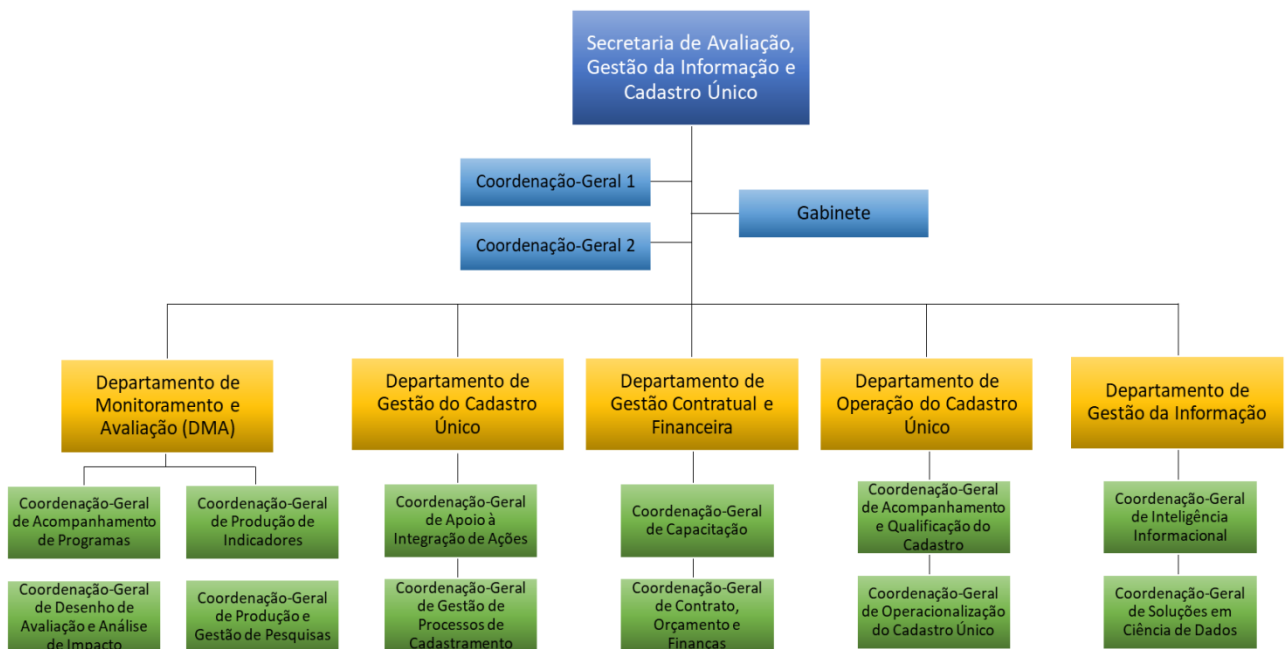 Secretaria de Avaliação,
Gestão da Informação e
Cadastro Único
Coordenação-Geral 1
Gabinete
Coordenação-Geral 2
Departamento de
Monitoramento e
Avaliação (DMA)
Departamento de
Gestão do Cadastro
Único
Departamento de
Gestão Contratual e
Financeira
Departamento de
Operação do Cadastro
Único
Departamento de
Gestão da Informação
Coordenação-Geral
de Acompanhamento
de Programas
Coordenação-Geral
de Produção de
Indicadores
Coordenação-Geral
de Apoio à
Integração de Ações
Coordenação-Geral
de Capacitação
Coordenação-Geral
de Acompanhamento
e Qualificação do
Cadastro
Coordenação-Geral
de Inteligência
Informacional
Coordenação-Geral
de Desenho de
Avaliação e Análise
de Impacto
Coordenação-Geral
de Produção e
Gestão de Pesquisas
Coordenação-Geral
de Gestão de
Processos de
Cadastramento
Coordenação-Geral
de Contrato,
Orçamento e
Finanças
Coordenação-Geral
de Operacionalização
do Cadastro Único
Coordenação-Geral
de Soluções em
Ciência de Dados